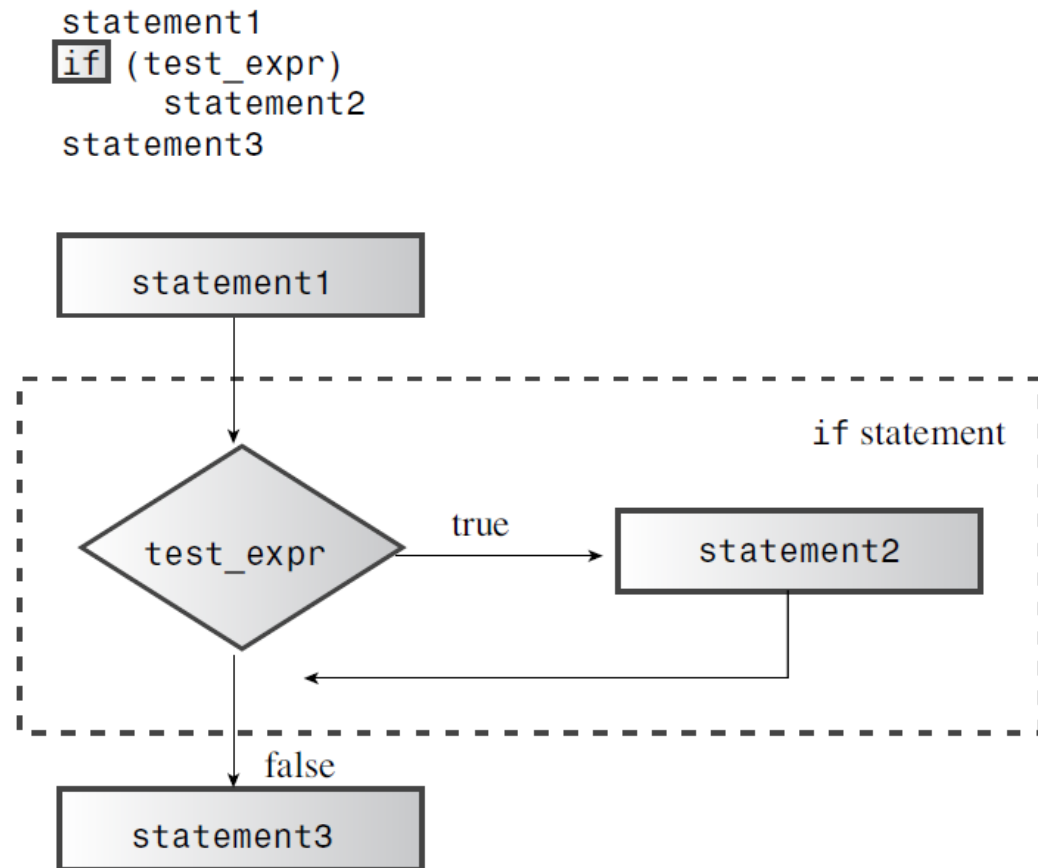 statement1
if (test_expr)
statement2
statement3
statement1
if statement
true
test_expr
statement2
false
statement3